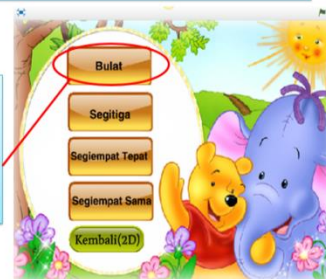 Bulat
Segitiga
Segiempat Tepat
Segiempat Sama
Kembali(2D)